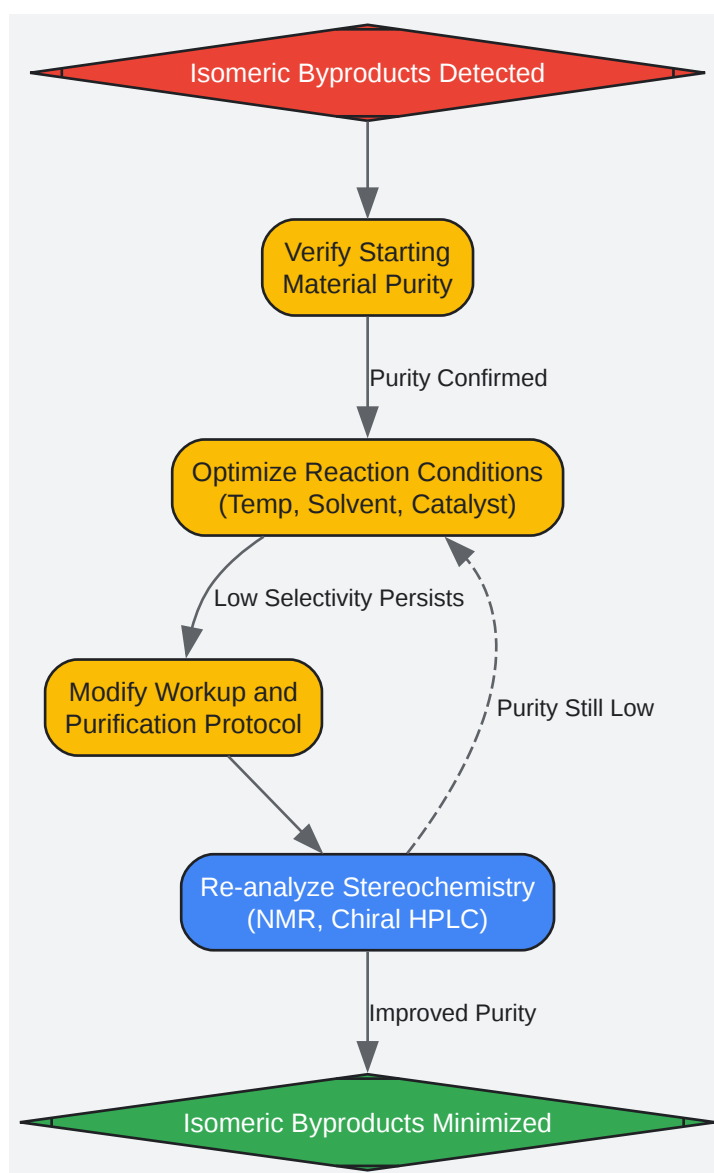 Isomeric Byproducts Detected
Verify Starting
Material Purity
Purity Confirmed
Optimize Reaction Conditions
(Temp, Solvent, Catalyst)
Low Selectivity Persists
Modify Workup and
Purification Protocol
Purity Still Low
Re-analyze Stereochemistry
(NMR, Chiral HPLC)
Improved Purity
Isomeric Byproducts Minimized